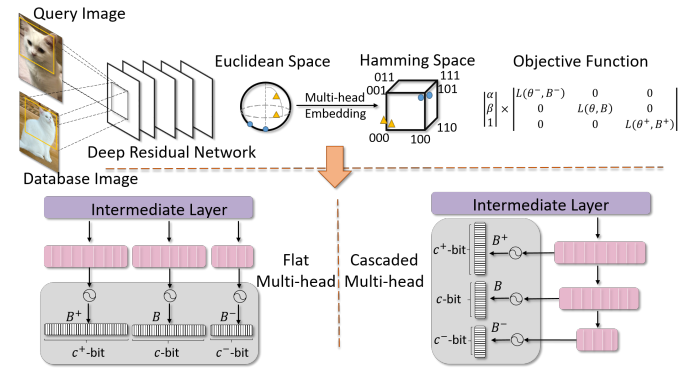 Query Image
Euclidean Space
Hamming Space
Objective Function
011
111
001
101
Multi-head
Embedding
000
100
110
α
β
1
×
L(θ⁻, B⁻) 0 0
0 L(θ, B) 0
0 0 L(θ⁺, B⁺)
Deep Residual Network
Database Image
Intermediate Layer
Flat
Multi-head
B⁺ B B⁻
c⁺-bit c-bit c⁻-bit
Intermediate Layer
Cascaded
Multi-head
c⁺-bit B⁺
c-bit B
c⁻-bit B⁻